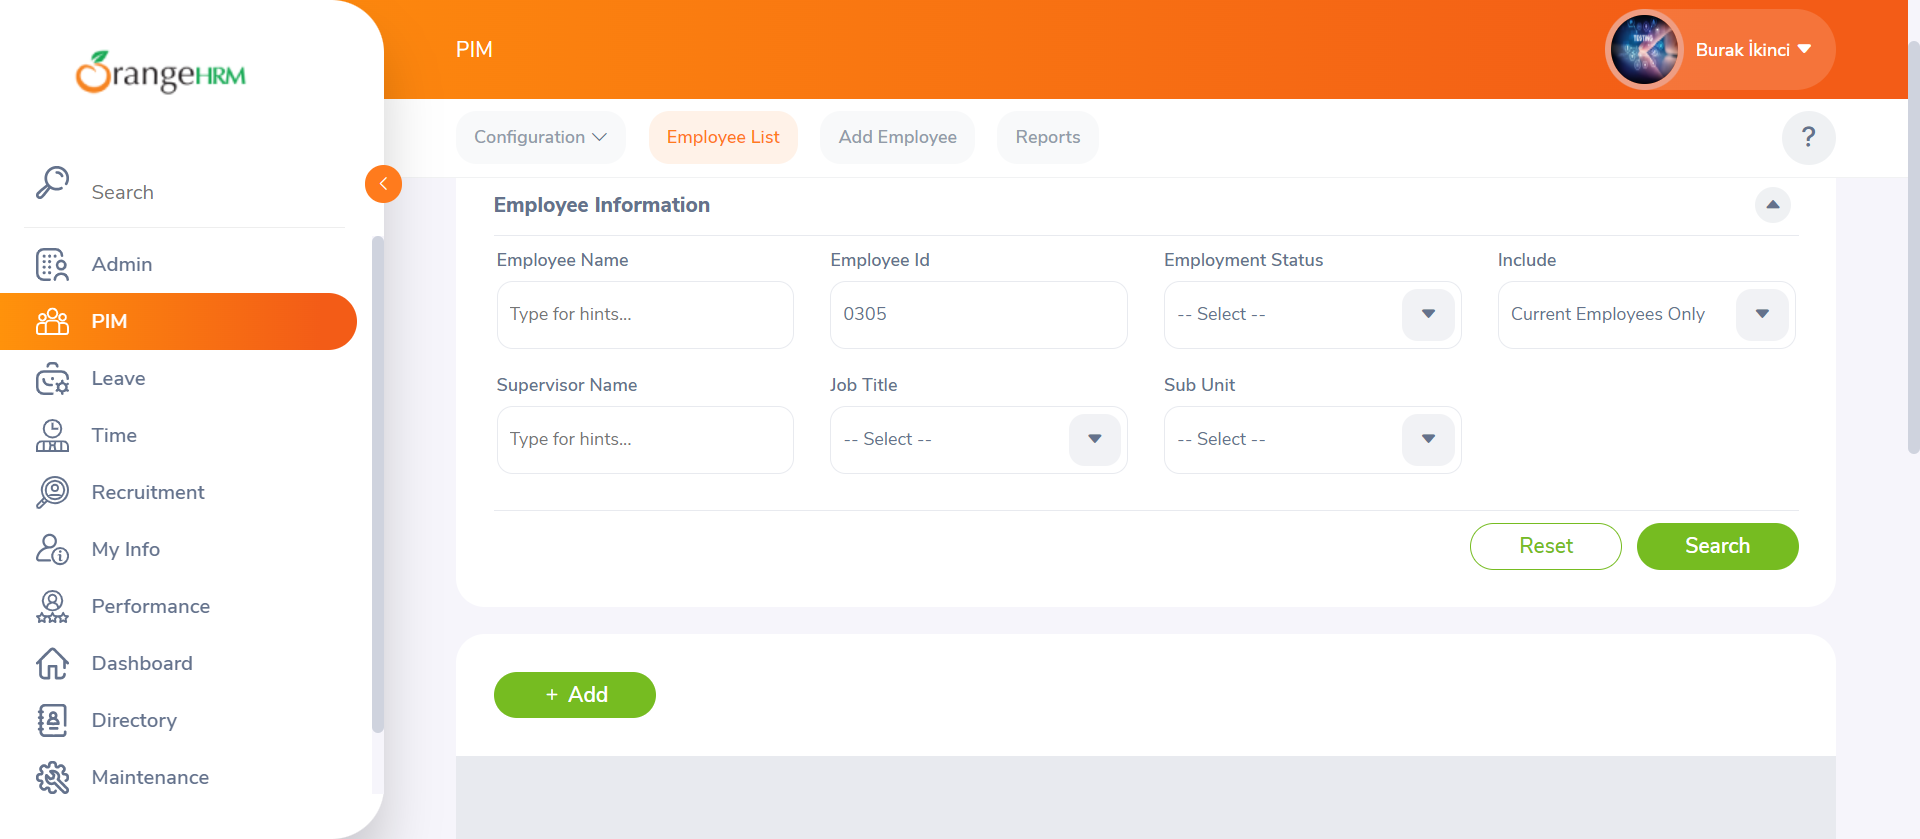 OrangeHRM
PIM
Burak İkinci
Configuration
Employee List
Add Employee
Reports
?
Search
Admin
PIM
Leave
Time
Recruitment
My Info
Performance
Dashboard
Directory
Maintenance
Employee Information
Employee Name
Employee Id
Employment Status
Include
Type for hints...
0305
-- Select --
Current Employees Only
Supervisor Name
Job Title
Sub Unit
Type for hints...
-- Select --
-- Select --
Reset
Search
+ Add